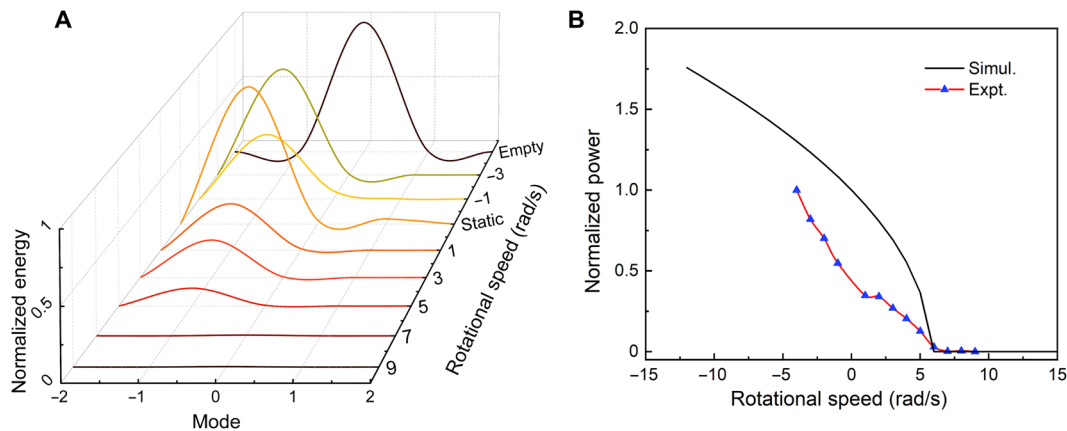 A
Normalized energy
1
0.5
0
−2
−1
0
1
2
Mode
Empty
−3
−1
Static
1
3
5
7
9
Rotational speed (rad/s)
B
Normalized power
2.0
1.5
1.0
0.5
0
−15
−10
−5
0
5
10
15
Rotational speed (rad/s)
Simul.
Expt.